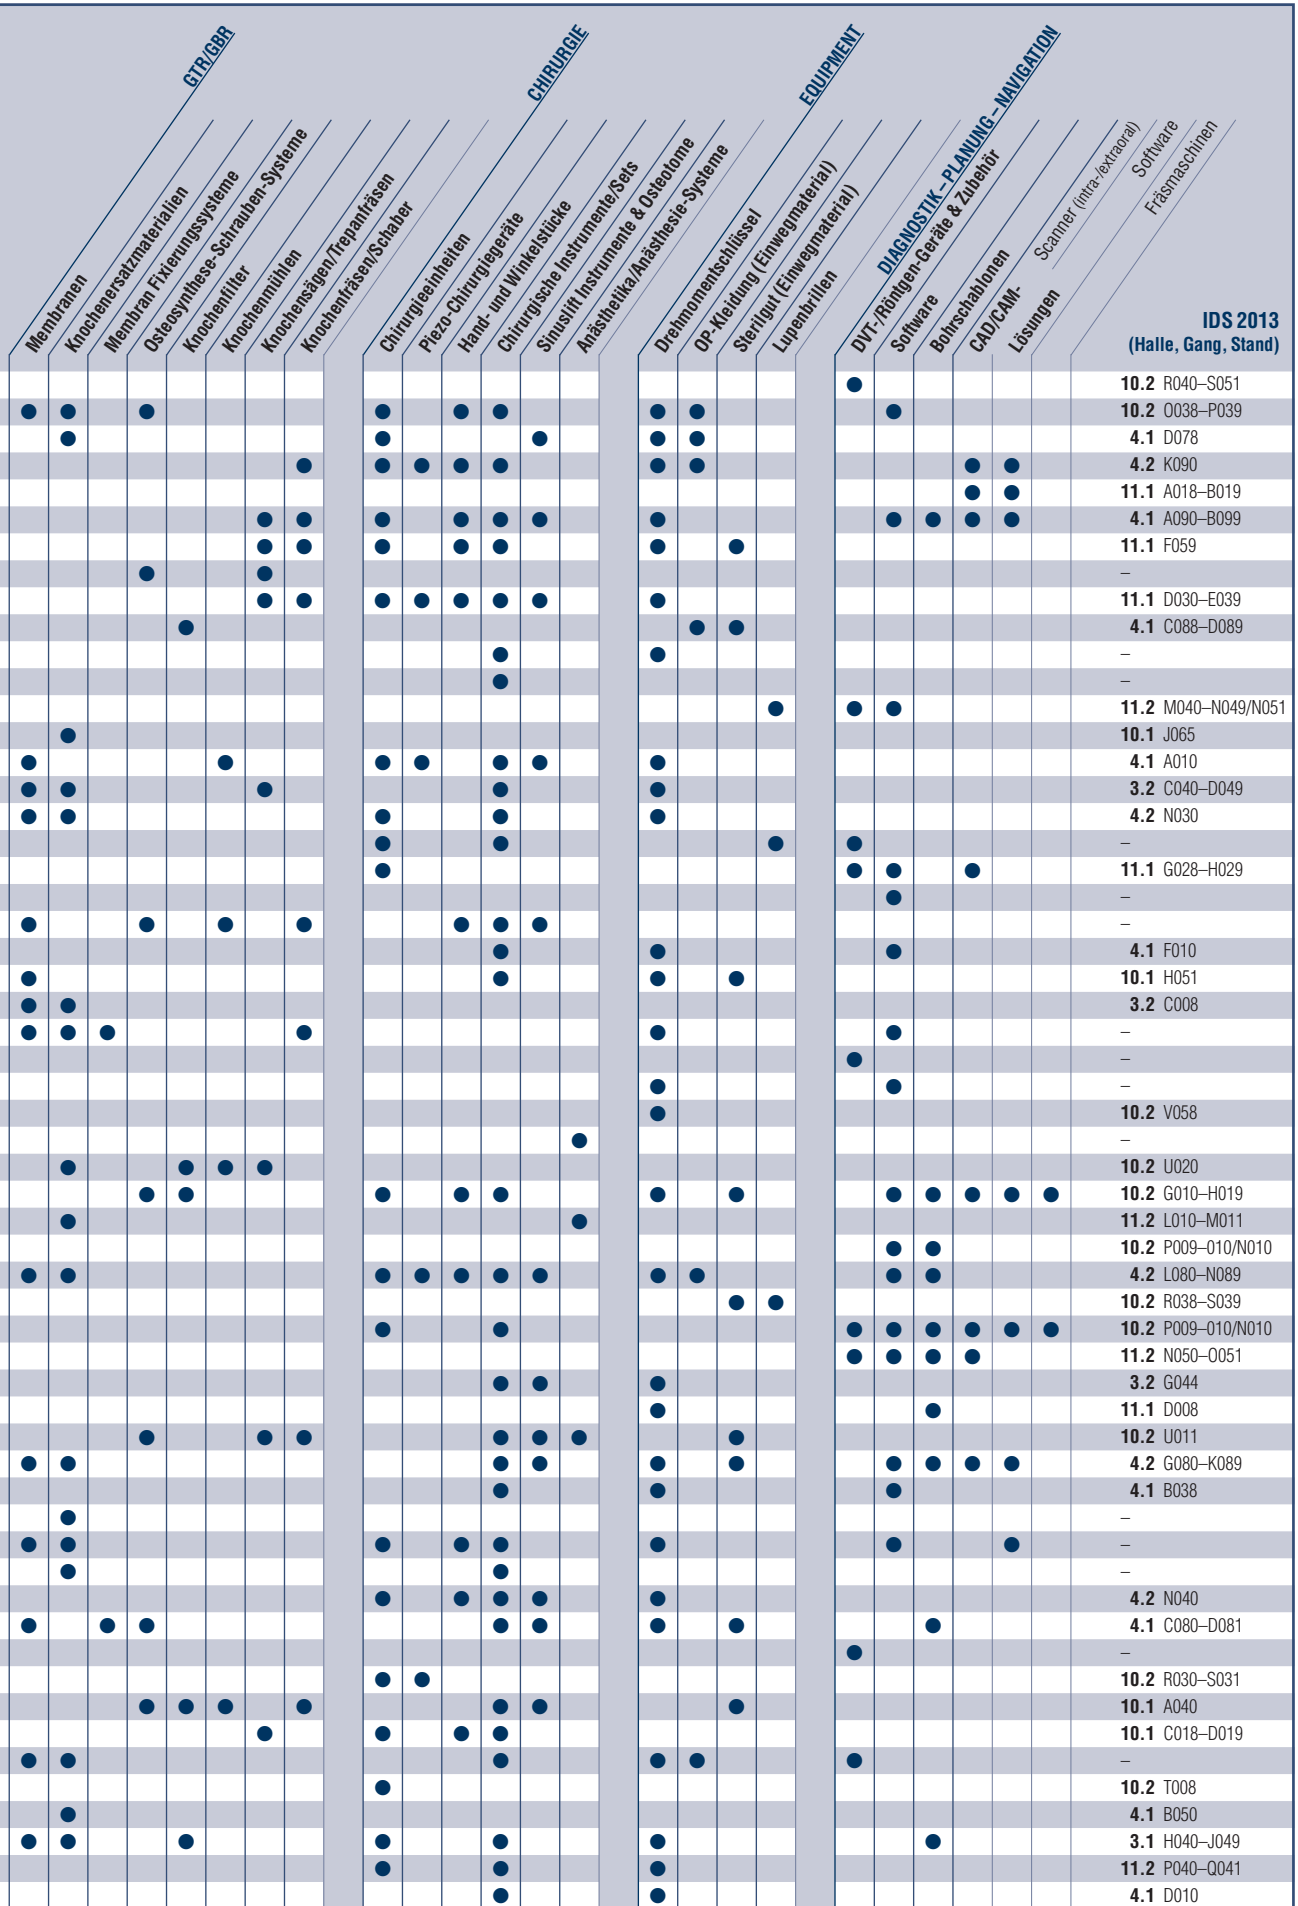 GTR/GBR
Membranen
Knochenersatzmaterialien
Membran Fixierungssysteme
Osteosynthese-Schrauben-Systeme
Knochenfilter
Knochenmühlen
Knochensägen/Trepanfräsen
Knochenfräsen/Schaber
CHIRURGIE
Chirurgieeinheiten
Piezo-Chirurgiegeräte
Hand- und Winkelstücke
Chirurgische Instrumente/Sets
Sinuslift Instrumente & Osteotome
Anästhetika/Anästhesie-Systeme
EQUIPMENT
Drehmomentschlüssel
OP-Kleidung (Einwegmaterial)
Sterilgut (Einwegmaterial)
Lupenbrillen
DIAGNOSTIK – PLANUNG – NAVIGATION
DVT-/Röntgen-Geräte & Zubehör
Software
Bohrschablonen
CAD/CAM-
Lösungen
Scanner (intra-/extraoral)
Software
Fräsmaschinen
IDS 2013
(Halle, Gang, Stand)
10.2 R040–S051
10.2 O038–P039
4.1 D078
4.2 K090
11.1 A018–B019
4.1 A090–B099
11.1 F059
–
11.1 D030–E039
4.1 C088–D089
–
–
11.2 M040–N049/N051
10.1 J065
4.1 A010
3.2 C040–D049
4.2 N030
–
11.1 G028–H029
–
–
4.1 F010
10.1 H051
3.2 C008
–
–
–
10.2 V058
–
10.2 U020
10.2 G010–H019
11.2 L010–M011
10.2 P009–010/N010
4.2 L080–N089
10.2 R038–S039
10.2 P009–010/N010
11.2 N050–O051
3.2 G044
11.1 D008
10.2 U011
4.2 G080–K089
4.1 B038
–
–
–
4.2 N040
4.1 C080–D081
–
10.2 R030–S031
10.1 A040
10.1 C018–D019
–
10.2 T008
4.1 B050
3.1 H040–J049
11.2 P040–Q041
4.1 D010